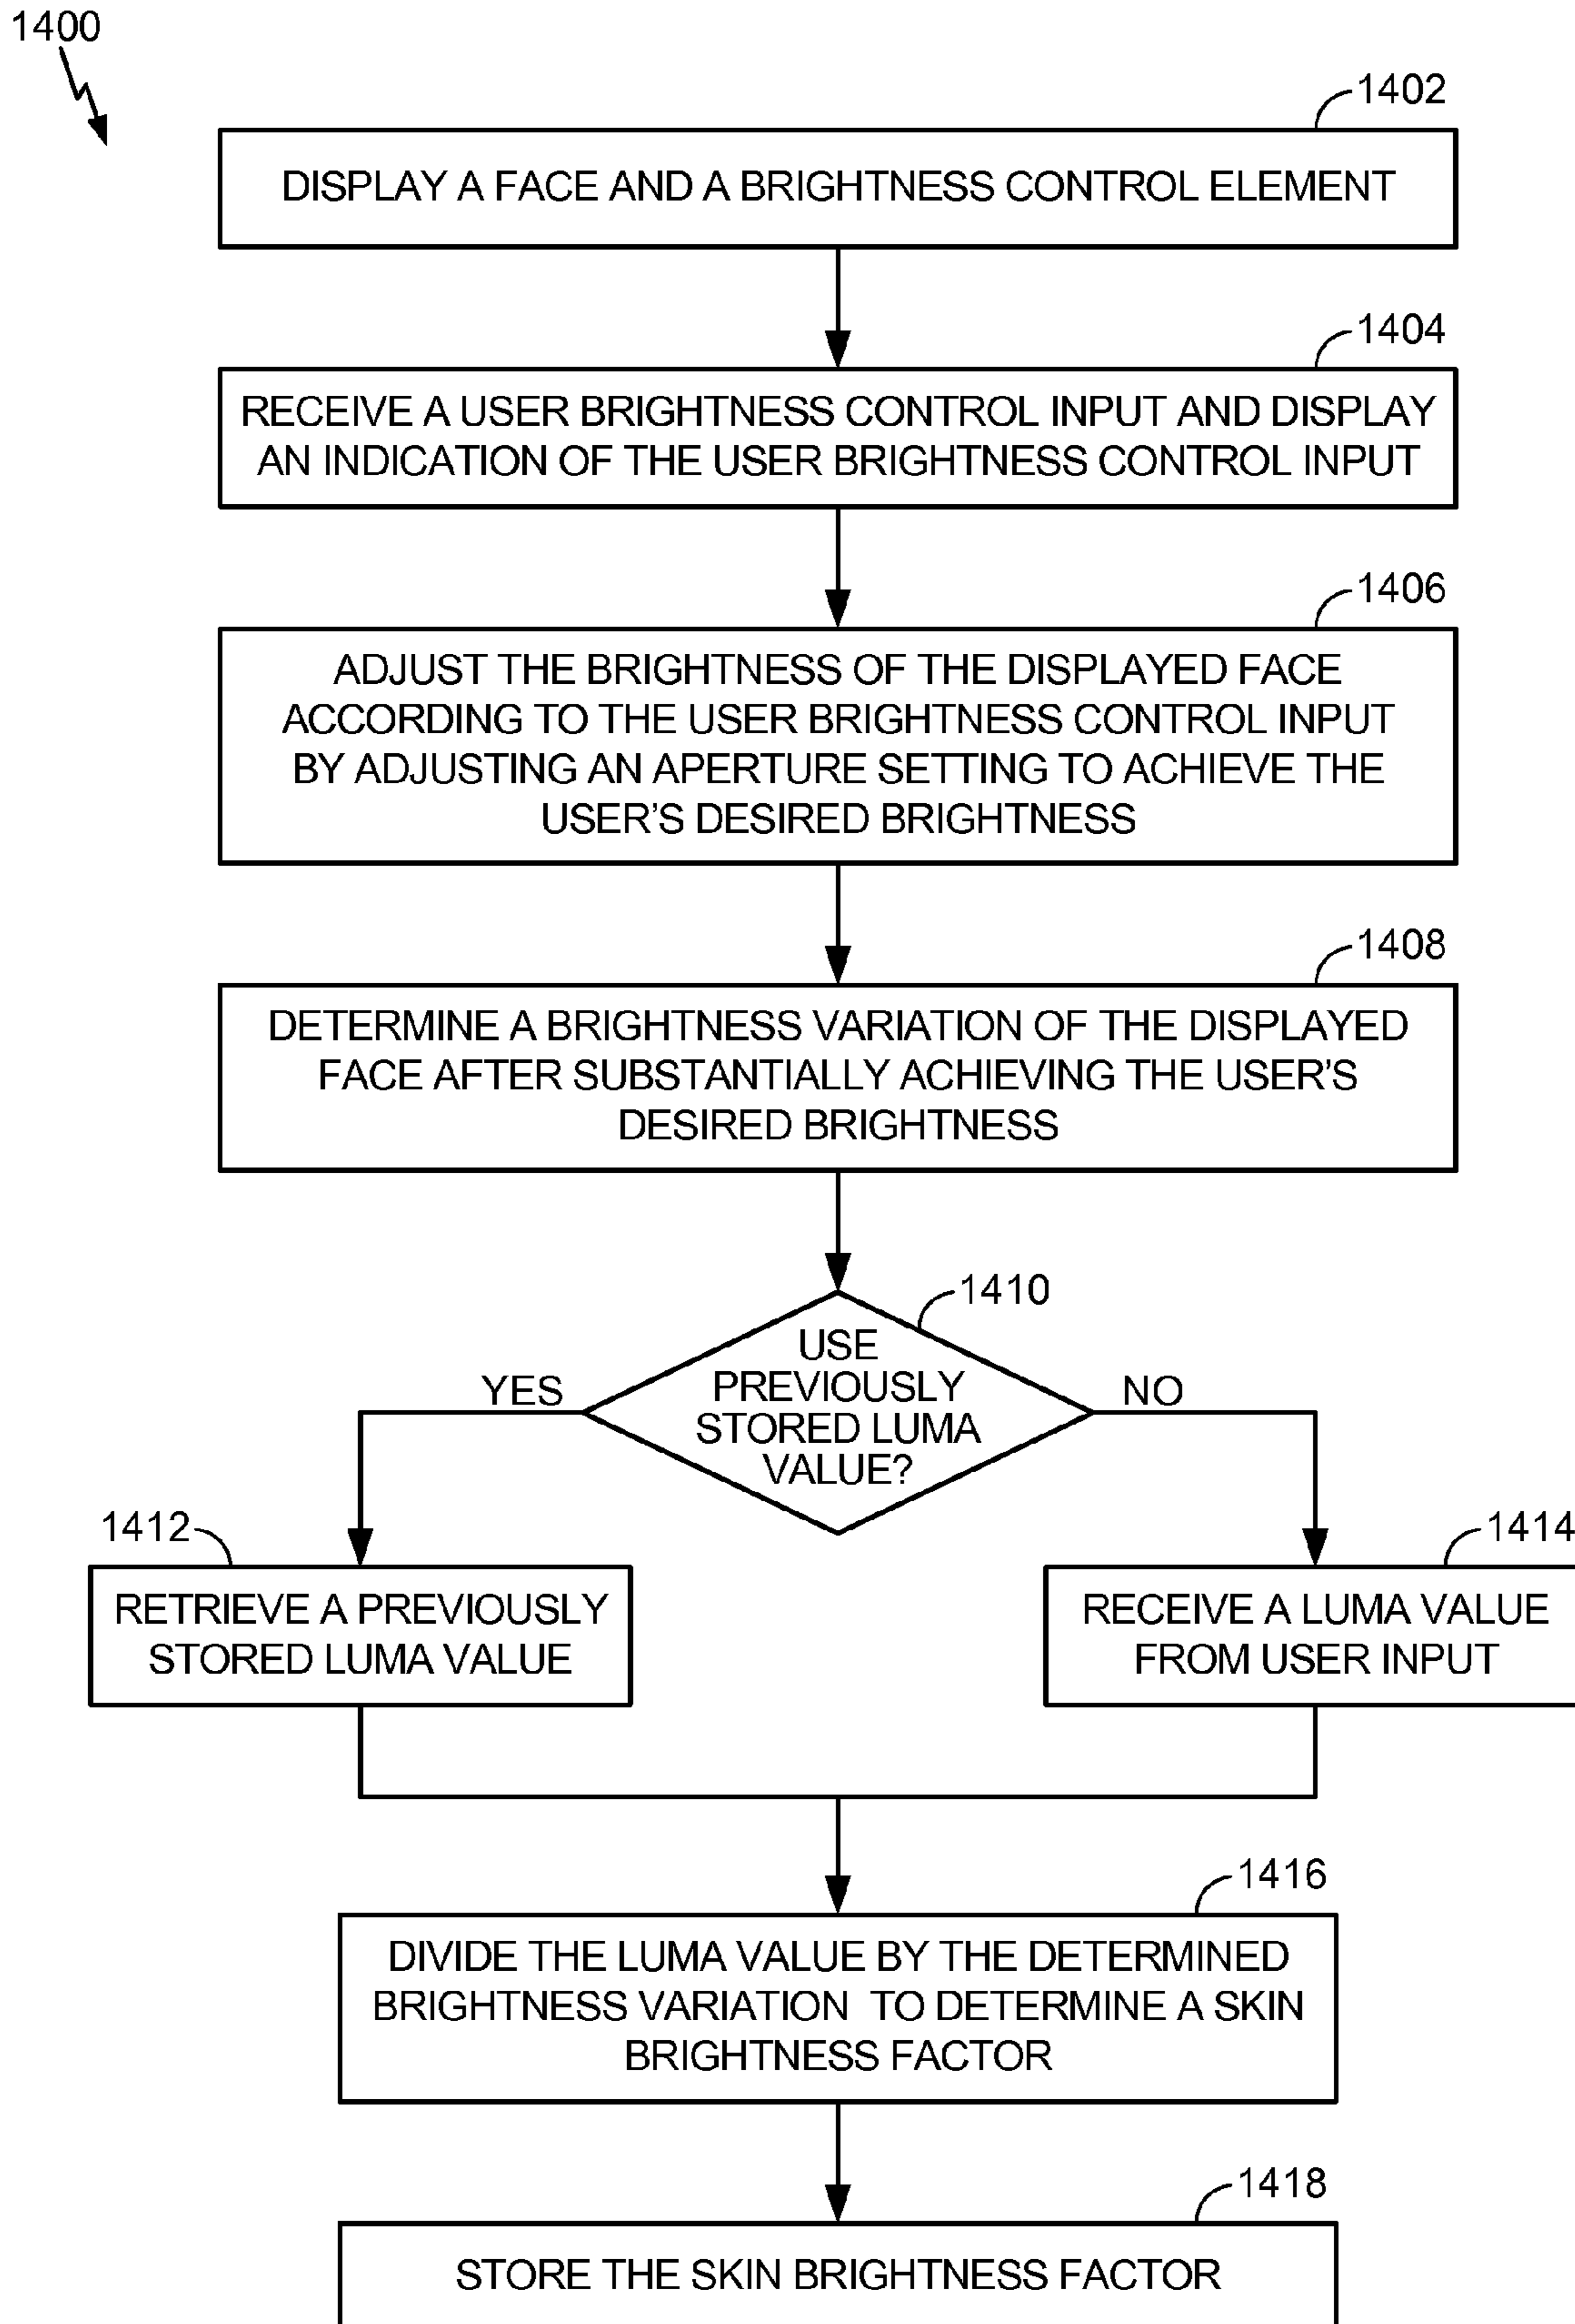 1400
1402
DISPLAY A FACE AND A BRIGHTNESS CONTROL ELEMENT
1404
RECEIVE A USER BRIGHTNESS CONTROL INPUT AND DISPLAY
AN INDICATION OF THE USER BRIGHTNESS CONTROL INPUT
1406
ADJUST THE BRIGHTNESS OF THE DISPLAYED FACE
ACCORDING TO THE USER BRIGHTNESS CONTROL INPUT
BY ADJUSTING AN APERTURE SETTING TO ACHIEVE THE
USER'S DESIRED BRIGHTNESS
1408
DETERMINE A BRIGHTNESS VARIATION OF THE DISPLAYED
FACE AFTER SUBSTANTIALLY ACHIEVING THE USER'S
DESIRED BRIGHTNESS
1410
USE
PREVIOUSLY
STORED LUMA
VALUE?
YES
NO
1412
RETRIEVE A PREVIOUSLY
STORED LUMA VALUE
1414
RECEIVE A LUMA VALUE
FROM USER INPUT
1416
DIVIDE THE LUMA VALUE BY THE DETERMINED
BRIGHTNESS VARIATION TO DETERMINE A SKIN
BRIGHTNESS FACTOR
1418
STORE THE SKIN BRIGHTNESS FACTOR